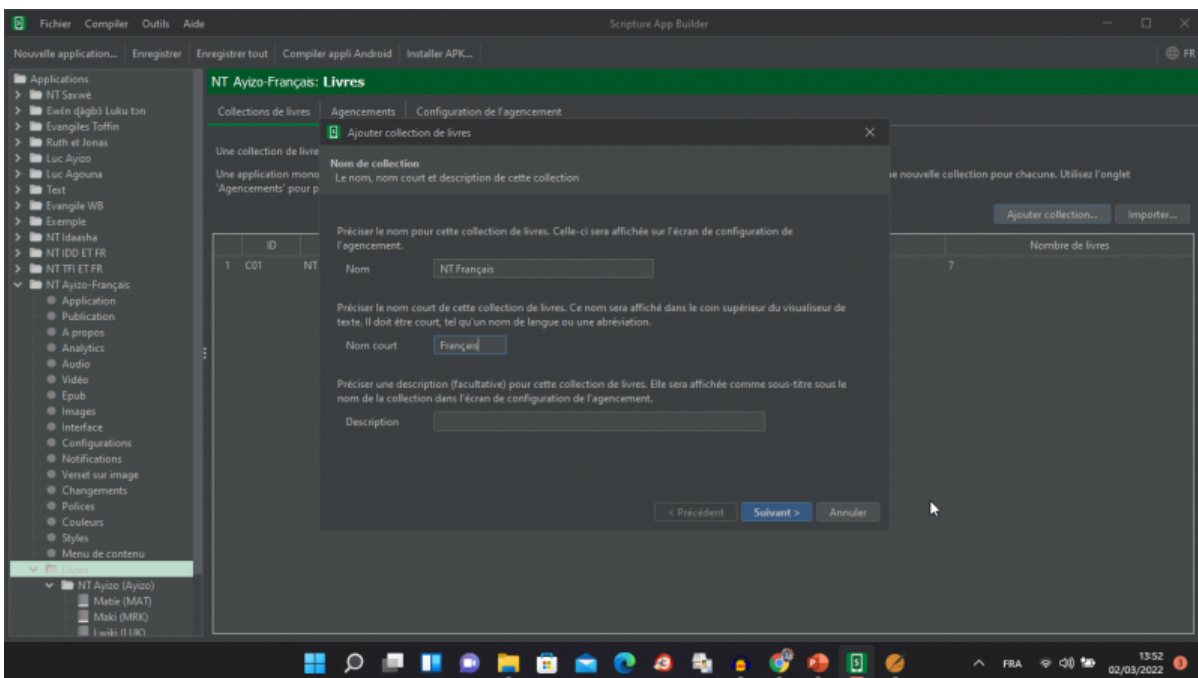 Fichier Compiler Outils Aide
Scripture App Builder
Nouvelle application... Enregistrer Enregistrer tout Compiler appli Android Installer APK...
FR
Applications
NT Saxwè
Ewén dagbó Luku tɔn
Evangiles Toffin
Ruth et Jonas
Luc Ayizo
Luc Agouna
Text
Evangile WB
Exemple
NT Idaasha
NT IDD ET FR
NT TFI ET FR
NT Ayizo-Français
Application
Publication
A propos
Analytics
Audio
Vidéo
Epub
Images
Interface
Configurations
Notifications
Verset sur image
Changements
Polices
Couleurs
Styles
Menu de contenu
Livres
NT Ayizo (Ayizo)
Matie (MAT)
Maki (MRK)
Lwiki (LUK)
NT Ayizo-Français: Livres
Collections de livres Agencements Configuration de l'agencement
Une collection de livre
Une application mono
'Agencements' pour p
ne nouvelle collection pour chacune. Utilisez l'onglet
Ajouter collection... Importer...
ID
Nombre de livres
1 C01 NT
7
Ajouter collection de livres
Nom de collection
Le nom, nom court et description de cette collection
Préciser le nom pour cette collection de livres. Celle-ci sera affichée sur l'écran de configuration de
l'agencement.
Nom NT Français
Préciser le nom court de cette collection de livres. Ce nom sera affiché dans le coin supérieur du visualiseur de
texte. Il doit être court, tel qu'un nom de langue ou une abréviation.
Nom court Français
Préciser une description (facultative) pour cette collection de livres. Elle sera affichée comme sous-titre sous le
nom de la collection dans l'écran de configuration de l'agencement.
Description
< Précédent Suivant > Annuler
FRA
13:52
02/03/2022
3